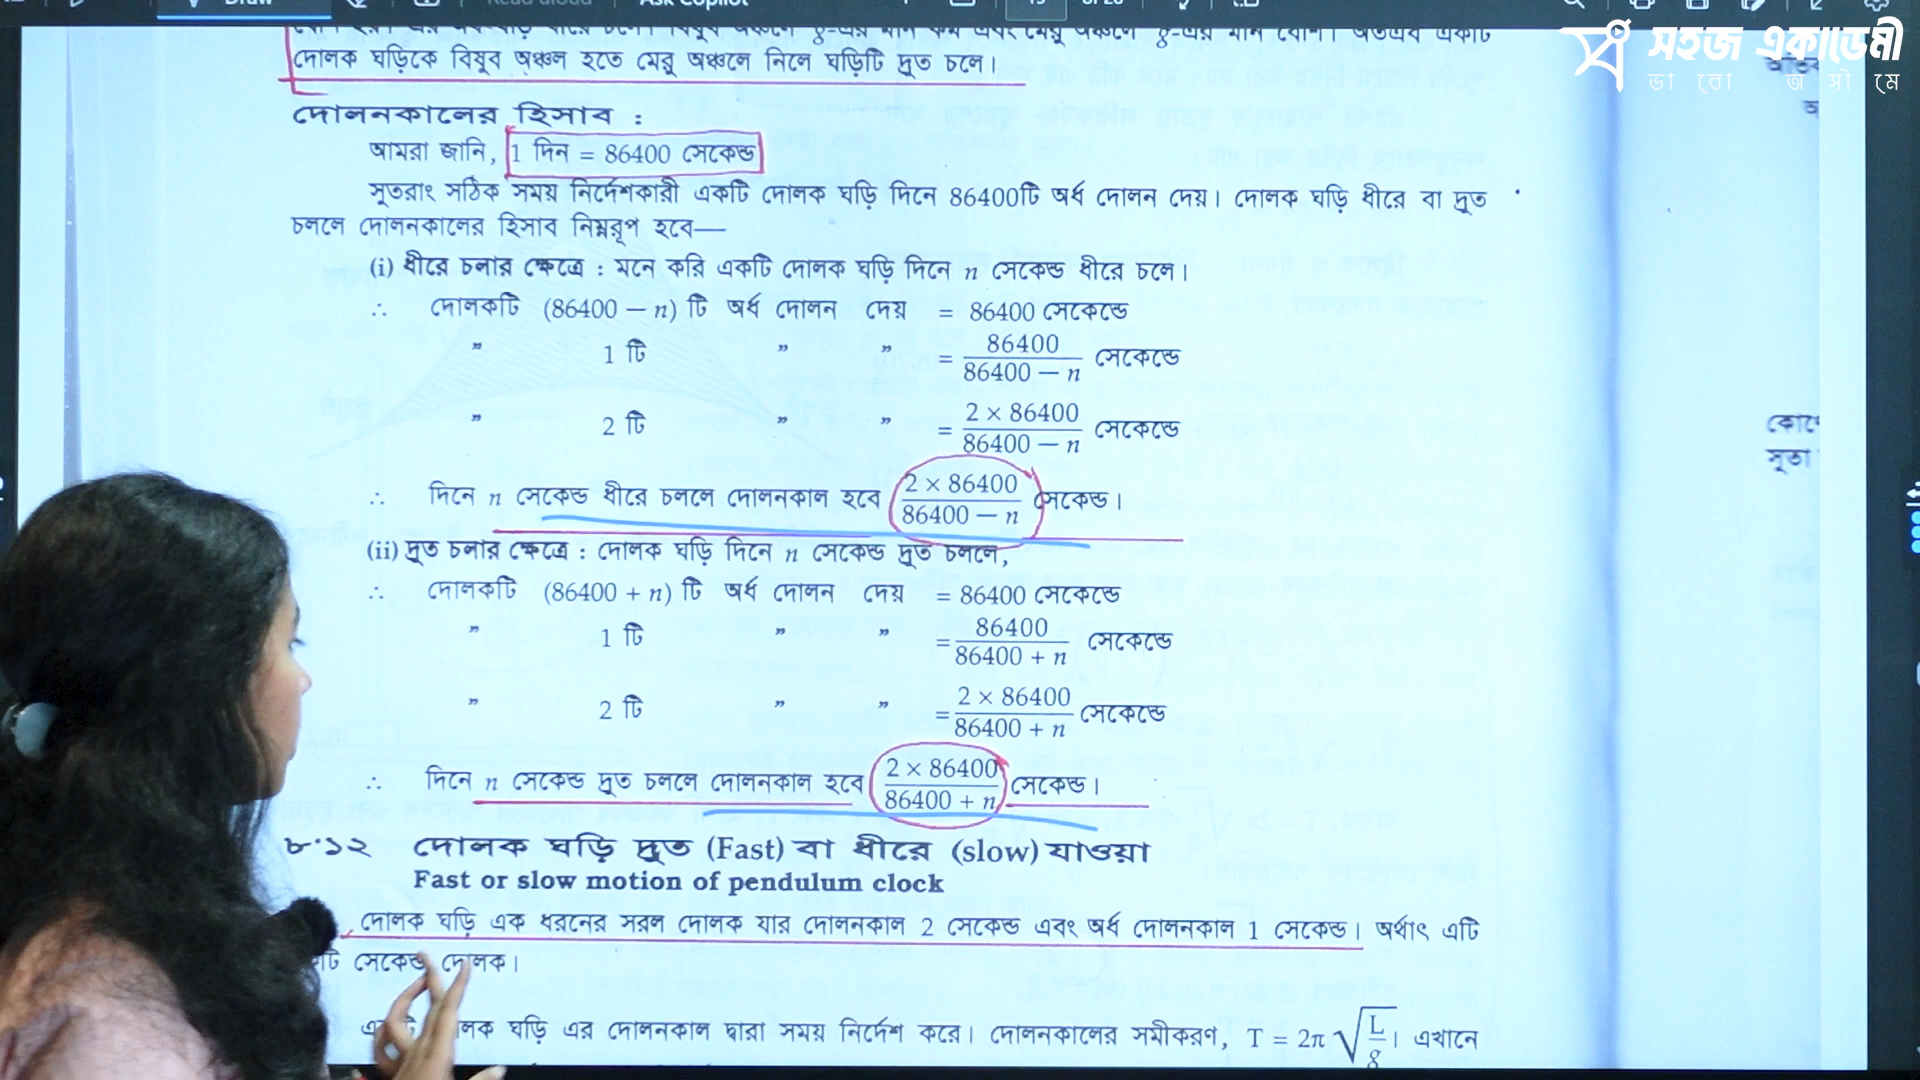 Draw
Read aloud
Ask Copilot
সহজ একাডেমী
ভাবো অসীমে
দোলক ঘড়িকে বিষুব অঞ্চল হতে মেরু অঞ্চলে নিলে ঘড়িটি দ্রুত চলে।
দোলনকালের হিসাব :
আমরা জানি, 1 দিন = 86400 সেকেন্ড
সুতরাং সঠিক সময় নির্দেশকারী একটি দোলক ঘড়ি দিনে 86400টি অর্ধ দোলন দেয়। দোলক ঘড়ি ধীরে বা দ্রুত
চললে দোলনকালের হিসাব নিম্নরূপ হবে—
(i) ধীরে চলার ক্ষেত্রে : মনে করি একটি দোলক ঘড়ি দিনে n সেকেন্ড ধীরে চলে।
∴ দোলকটি (86400 – n) টি অর্ধ দোলন দেয় = 86400 সেকেন্ডে
” 1 টি ” ” = 86400 / 86400 – n সেকেন্ডে
” 2 টি ” ” = 2 × 86400 / 86400 – n সেকেন্ডে
∴ দিনে n সেকেন্ড ধীরে চললে দোলনকাল হবে 2 × 86400 / 86400 – n সেকেন্ড।
(ii) দ্রুত চলার ক্ষেত্রে : দোলক ঘড়ি দিনে n সেকেন্ড দ্রুত চললে,
∴ দোলকটি (86400 + n) টি অর্ধ দোলন দেয় = 86400 সেকেন্ডে
” 1 টি ” ” = 86400 / 86400 + n সেকেন্ডে
” 2 টি ” ” = 2 × 86400 / 86400 + n সেকেন্ডে
∴ দিনে n সেকেন্ড দ্রুত চললে দোলনকাল হবে 2 × 86400 / 86400 + n সেকেন্ড।
৮·১২ দোলক ঘড়ি দ্রুত (Fast) বা ধীরে (slow) যাওয়া
Fast or slow motion of pendulum clock
দোলক ঘড়ি এক ধরনের সরল দোলক যার দোলনকাল 2 সেকেন্ড এবং অর্ধ দোলনকাল 1 সেকেন্ড। অর্থাৎ এটি
সেকেন্ড দোলক।
ঘড়ি এর দোলনকাল দ্বারা সময় নির্দেশ করে। দোলনকালের সমীকরণ, T = 2π √L/g। এখানে
সুতা